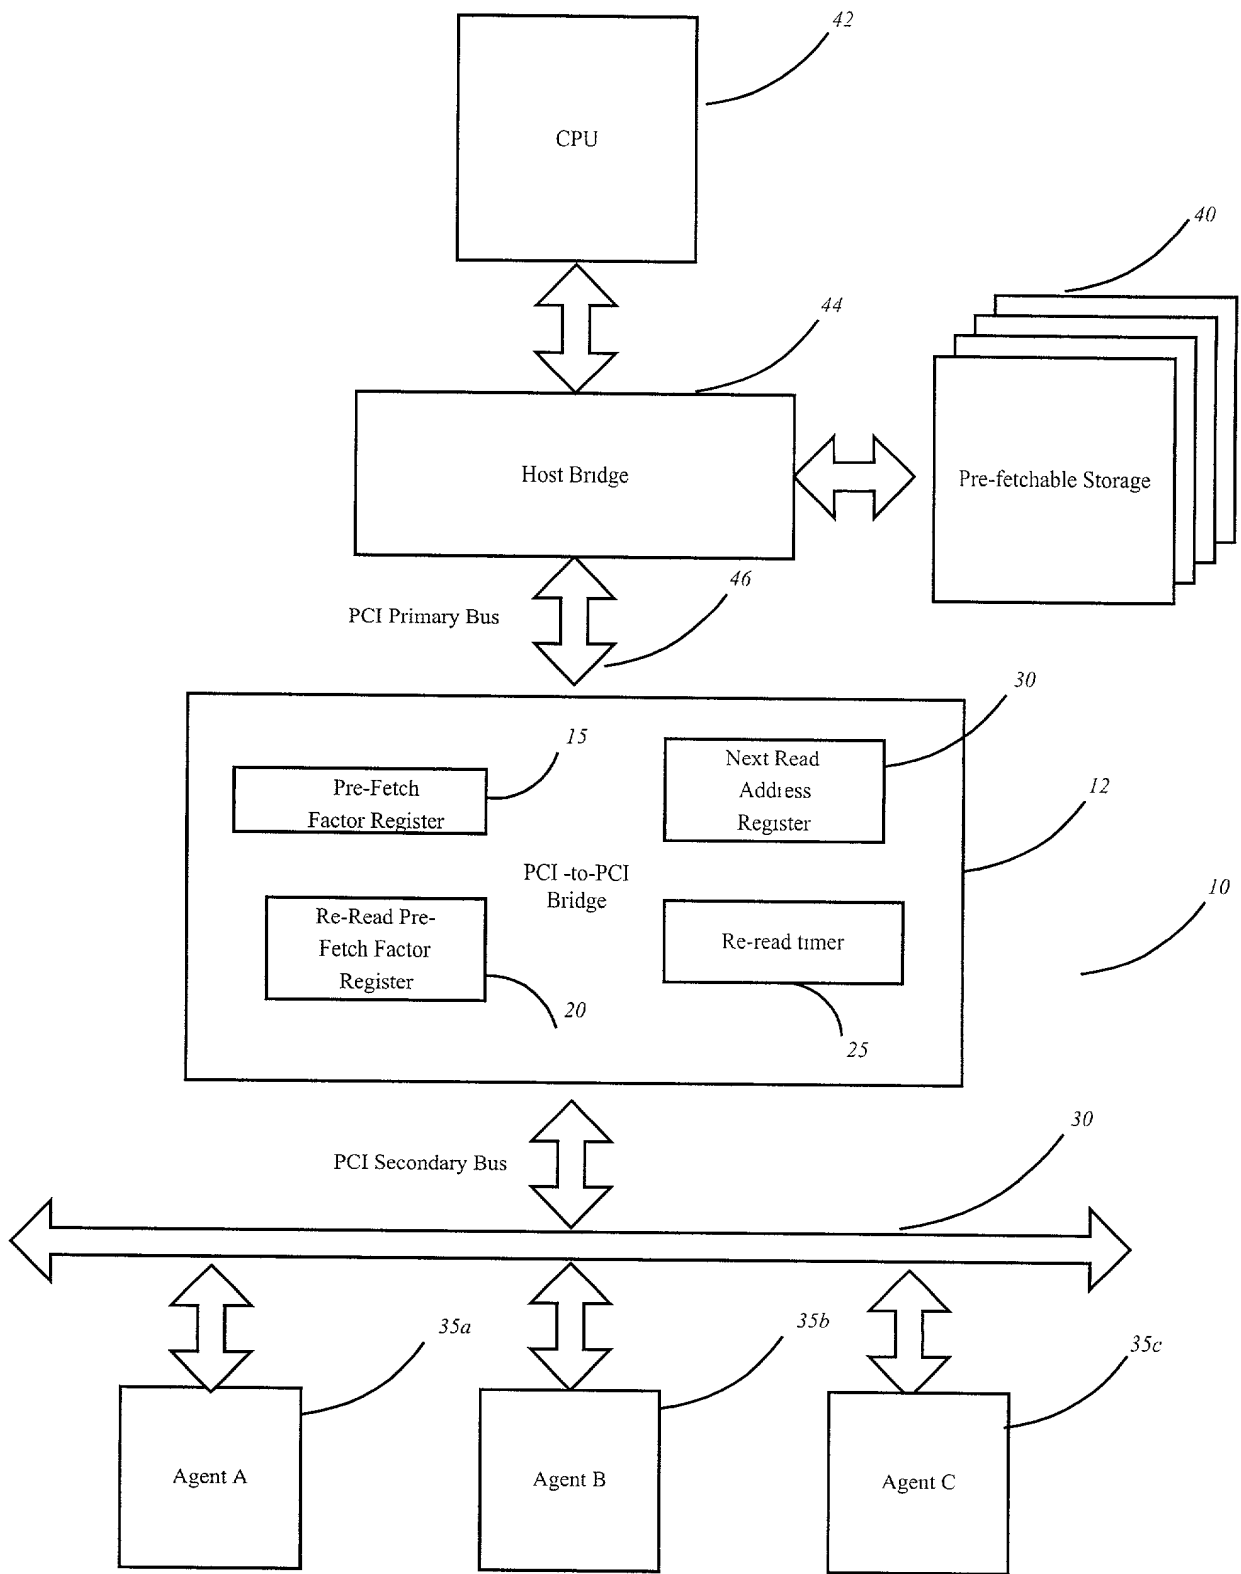 42
CPU
40
44
Host Bridge
Pre-fetchable Storage
46
PCI Primary Bus
30
15
Next Read
Address
Register
Pre-Fetch
Factor Register
12
PCI -to-PCI
Bridge
10
Re-Read Pre-
Fetch Factor
Register
Re-read timer
20
25
30
PCI Secondary Bus
35a
35b
35c
Agent A
Agent B
Agent C